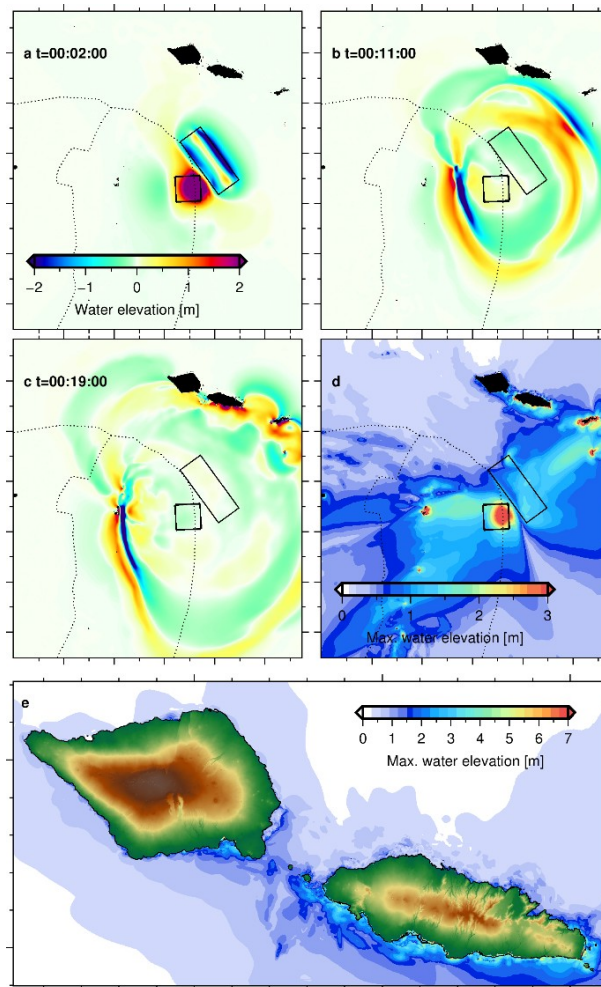 a t=00:02:00
b t=00:11:00
−2 −1 0 1 2
Water elevation [m]
c t=00:19:00
d
0 1 2 3
Max. water elevation [m]
e
0 1 2 3 4 5 6 7
Max. water elevation [m]